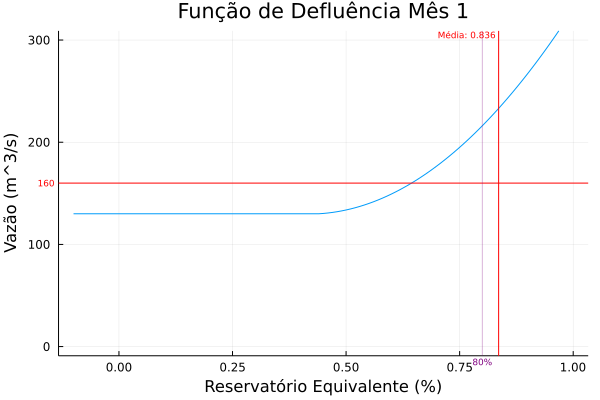 Função de Defluência Mês 1
Média: 0.836
300
200
160
100
0
Vazão (m^3/s)
0.00
0.25
0.50
0.75
80%
1.00
Reservatório Equivalente (%)